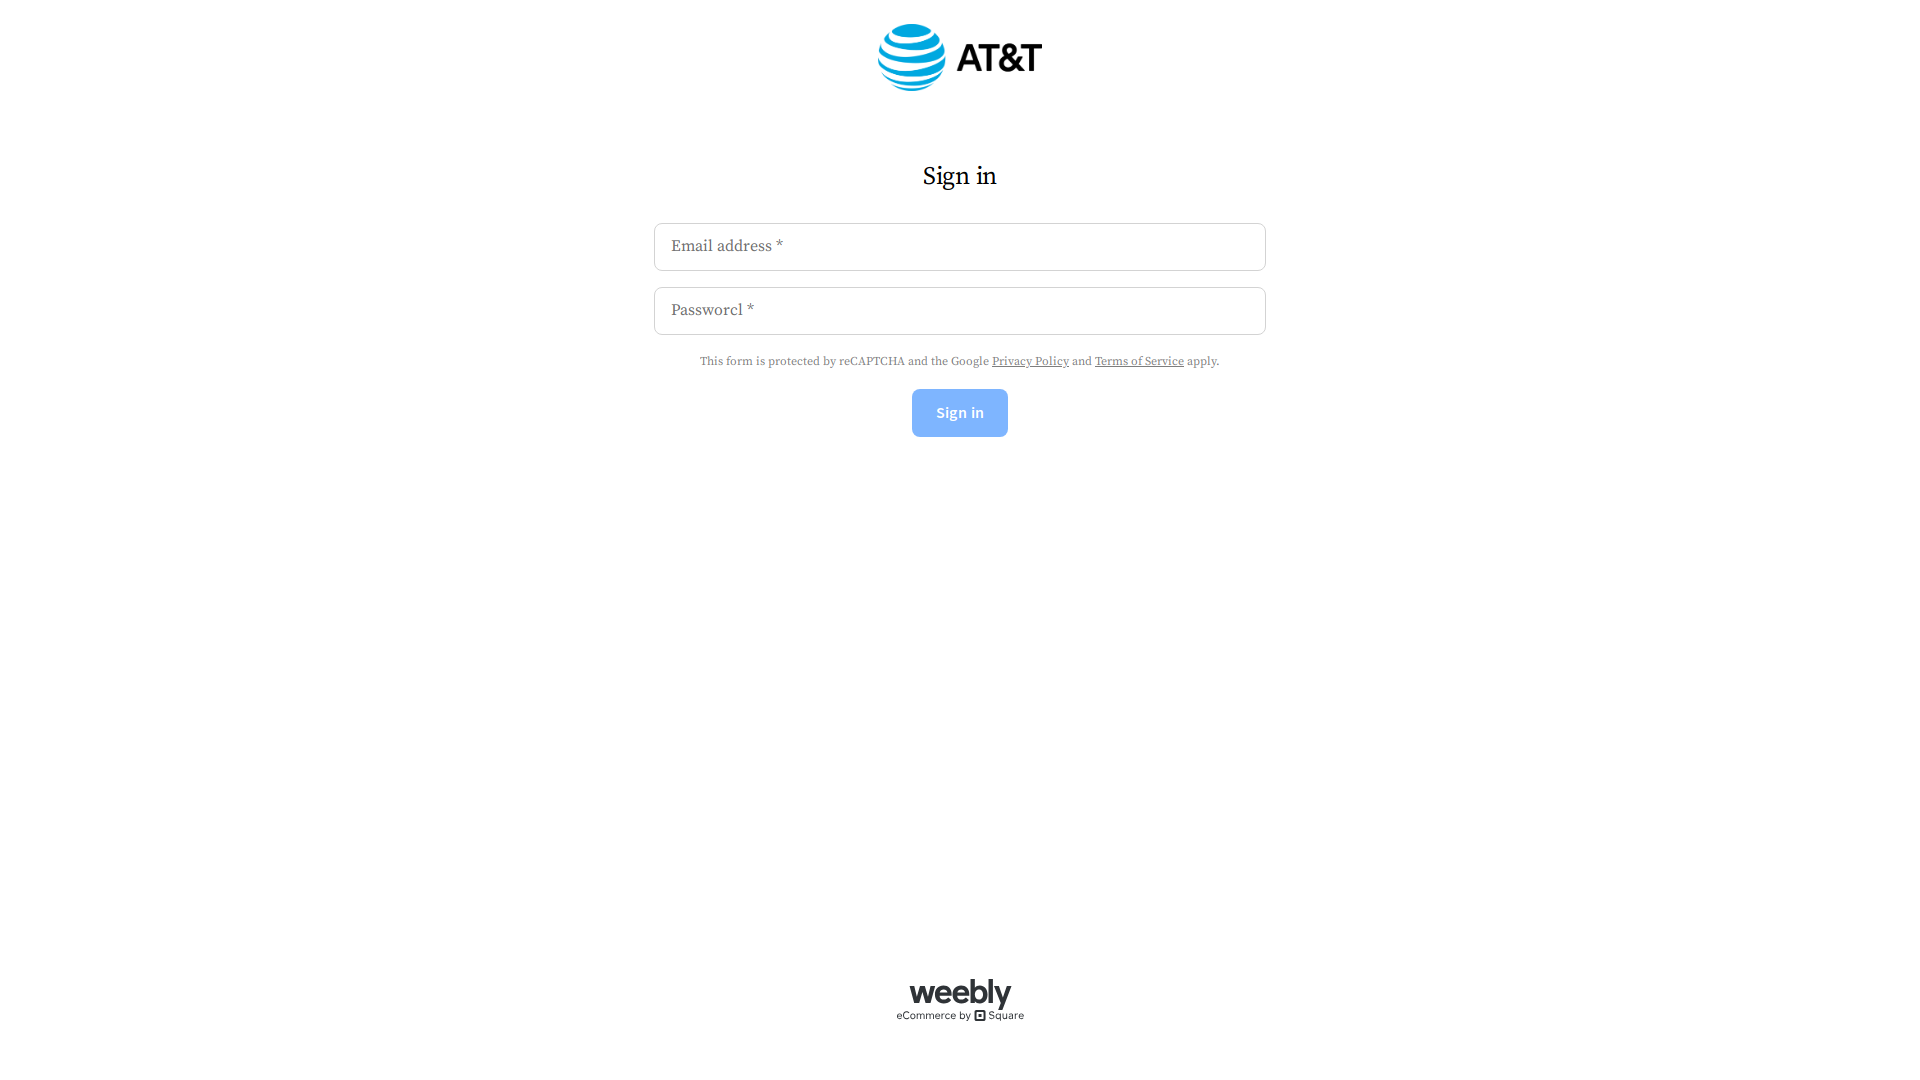 AT&T
Sign in
Email address *
Passworcl *
This form is protected by reCAPTCHA and the Google Privacy Policy and Terms of Service apply.
Sign in
weebly
eCommerce by Square